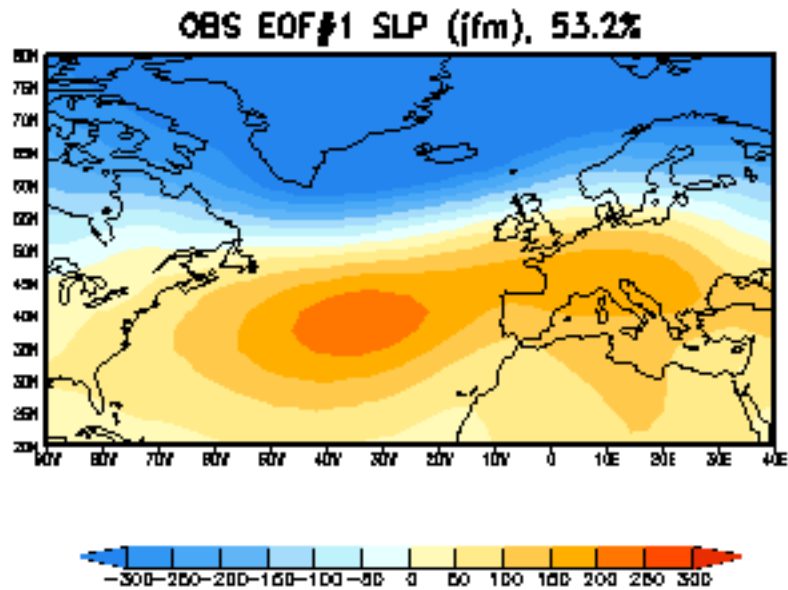 OBS EOF#1 SLP (jfm), 53.2%
80N
75N
70N
65N
60N
55N
50N
45N
40N
35N
30N
25N
20N
90W 80W 70W 60W 50W 40W 30W 20W 10W 0 10E 20E 30E 40E
-300 -250 -200 -150 -100 -50 0 50 100 150 200 250 300